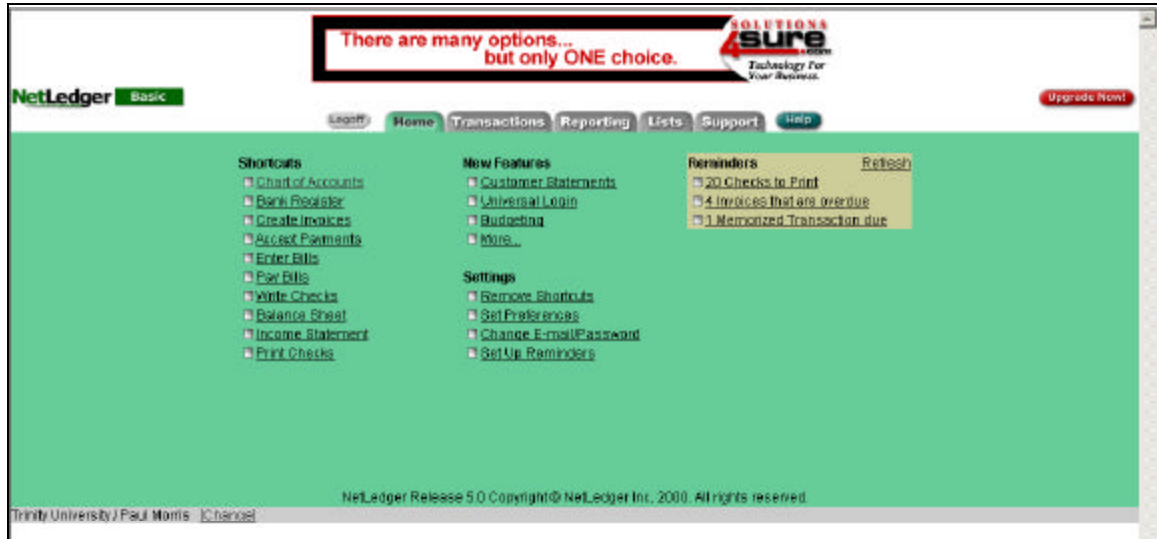 There are many options...
but only ONE choice.
SOLUTIONS
4sure
.com
Technology For
Your Business.
NetLedger Basic
Upgrade Now!
Logoff Home Transactions Reporting Lists Support Help
Shortcuts
Chart of Accounts
Bank Register
Create Invoices
Accept Payments
Enter Bills
Pay Bills
Write Checks
Balance Sheet
Income Statement
Print Checks
New Features
Customer Statements
Universal Login
Budgeting
More...
Settings
Remove Shortcuts
Set Preferences
Change E-mail/Password
Set Up Reminders
Reminders Refresh
20 Checks to Print
4 Invoices that are overdue
1 Memorized Transaction due
NetLedger Release 5.0 Copyright© NetLedger Inc, 2000. All rights reserved.
Trinity University / Paul Morris [Change]